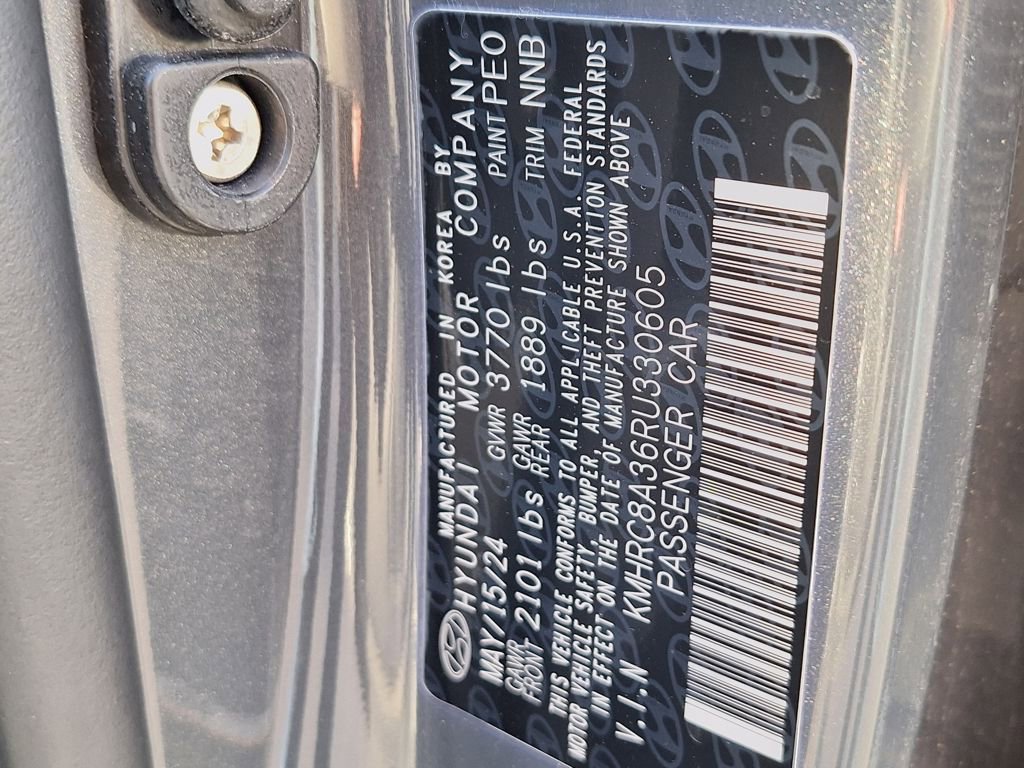 MANUFACTURED IN KOREA BY
HYUNDAI MOTOR COMPANY
MAY/15/24 GVWR 3770 lbs PAINT PEO
GAWR FRONT 2101 lbs GAWR REAR 1889 lbs TRIM NNB
THIS VEHICLE CONFORMS TO ALL APPLICABLE U.S.A. FEDERAL
MOTOR VEHICLE SAFETY, BUMPER, AND THEFT PREVENTION STANDARDS
IN EFFECT ON THE DATE OF MANUFACTURE SHOWN ABOVE
V.I.N KMHRC8A36RU330605
PASSENGER CAR